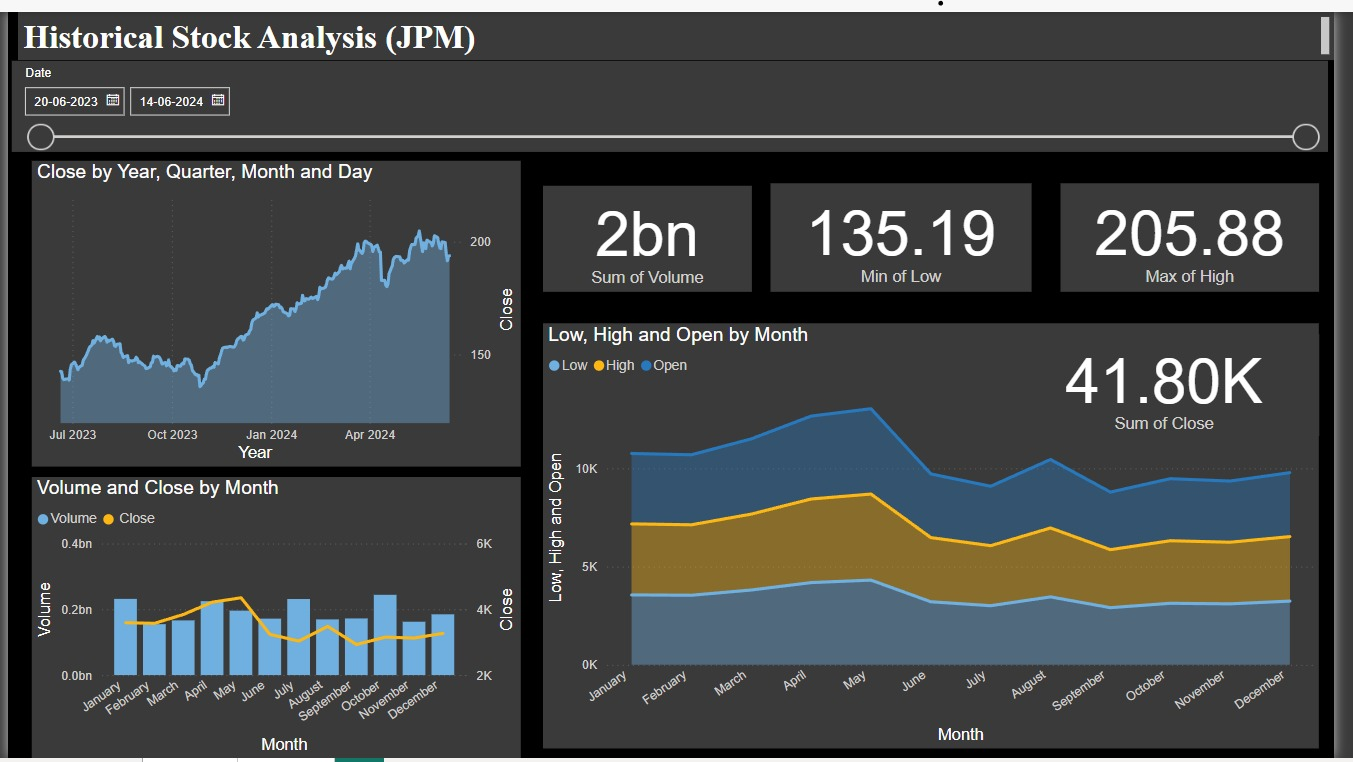 Historical Stock Analysis (JPM)
Date
20-06-2023
14-06-2024
Close by Year, Quarter, Month and Day
200
150
Close
Jul 2023 Oct 2023 Jan 2024 Apr 2024
Year
2bn
Sum of Volume
135.19
Min of Low
205.88
Max of High
Volume and Close by Month
Volume Close
0.4bn
0.2bn
0.0bn
Volume
6K
4K
2K
Close
January February March April May June July August September October November December
Month
Low, High and Open by Month
Low High Open
41.80K
Sum of Close
10K
5K
0K
Low, High and Open
January February March April May June July August September October November December
Month